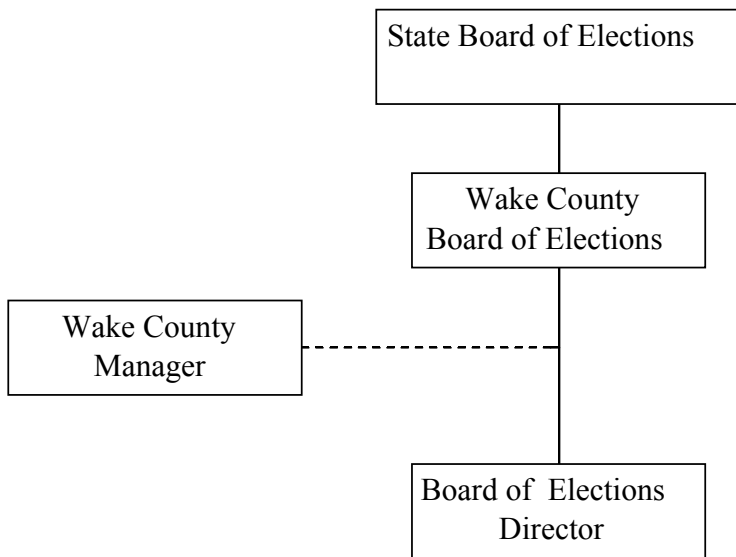 State Board of Elections
Wake County
Board of Elections
Wake County
Manager
Board of  Elections
Director